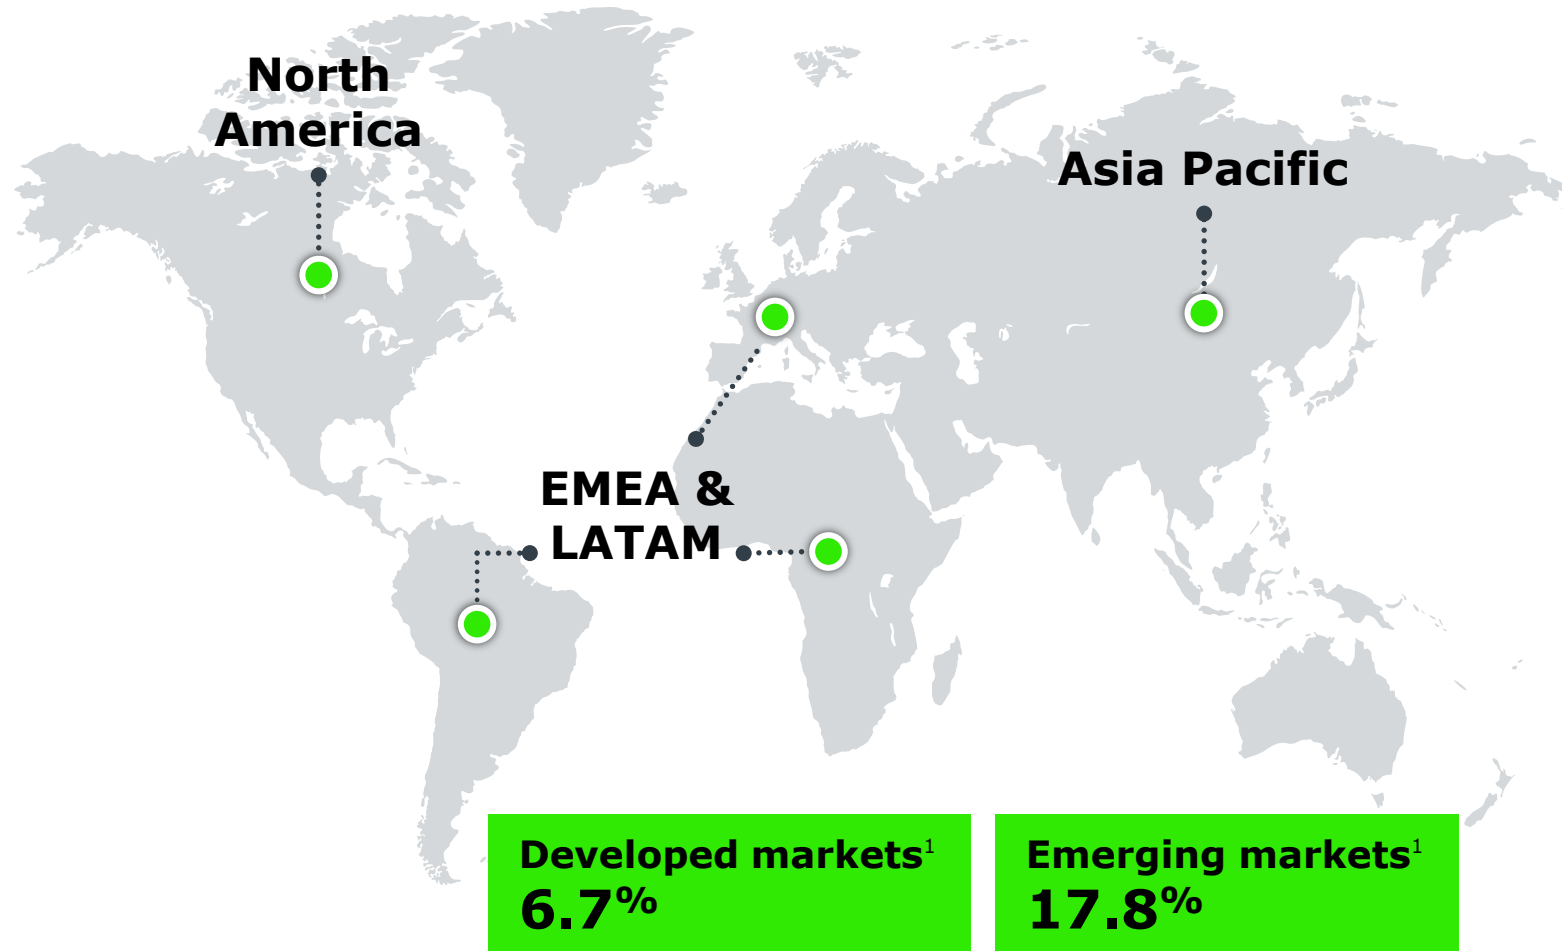 North
America
Asia Pacific
EMEA &
LATAM
Developed markets¹
6.7%
Emerging markets¹
17.8%